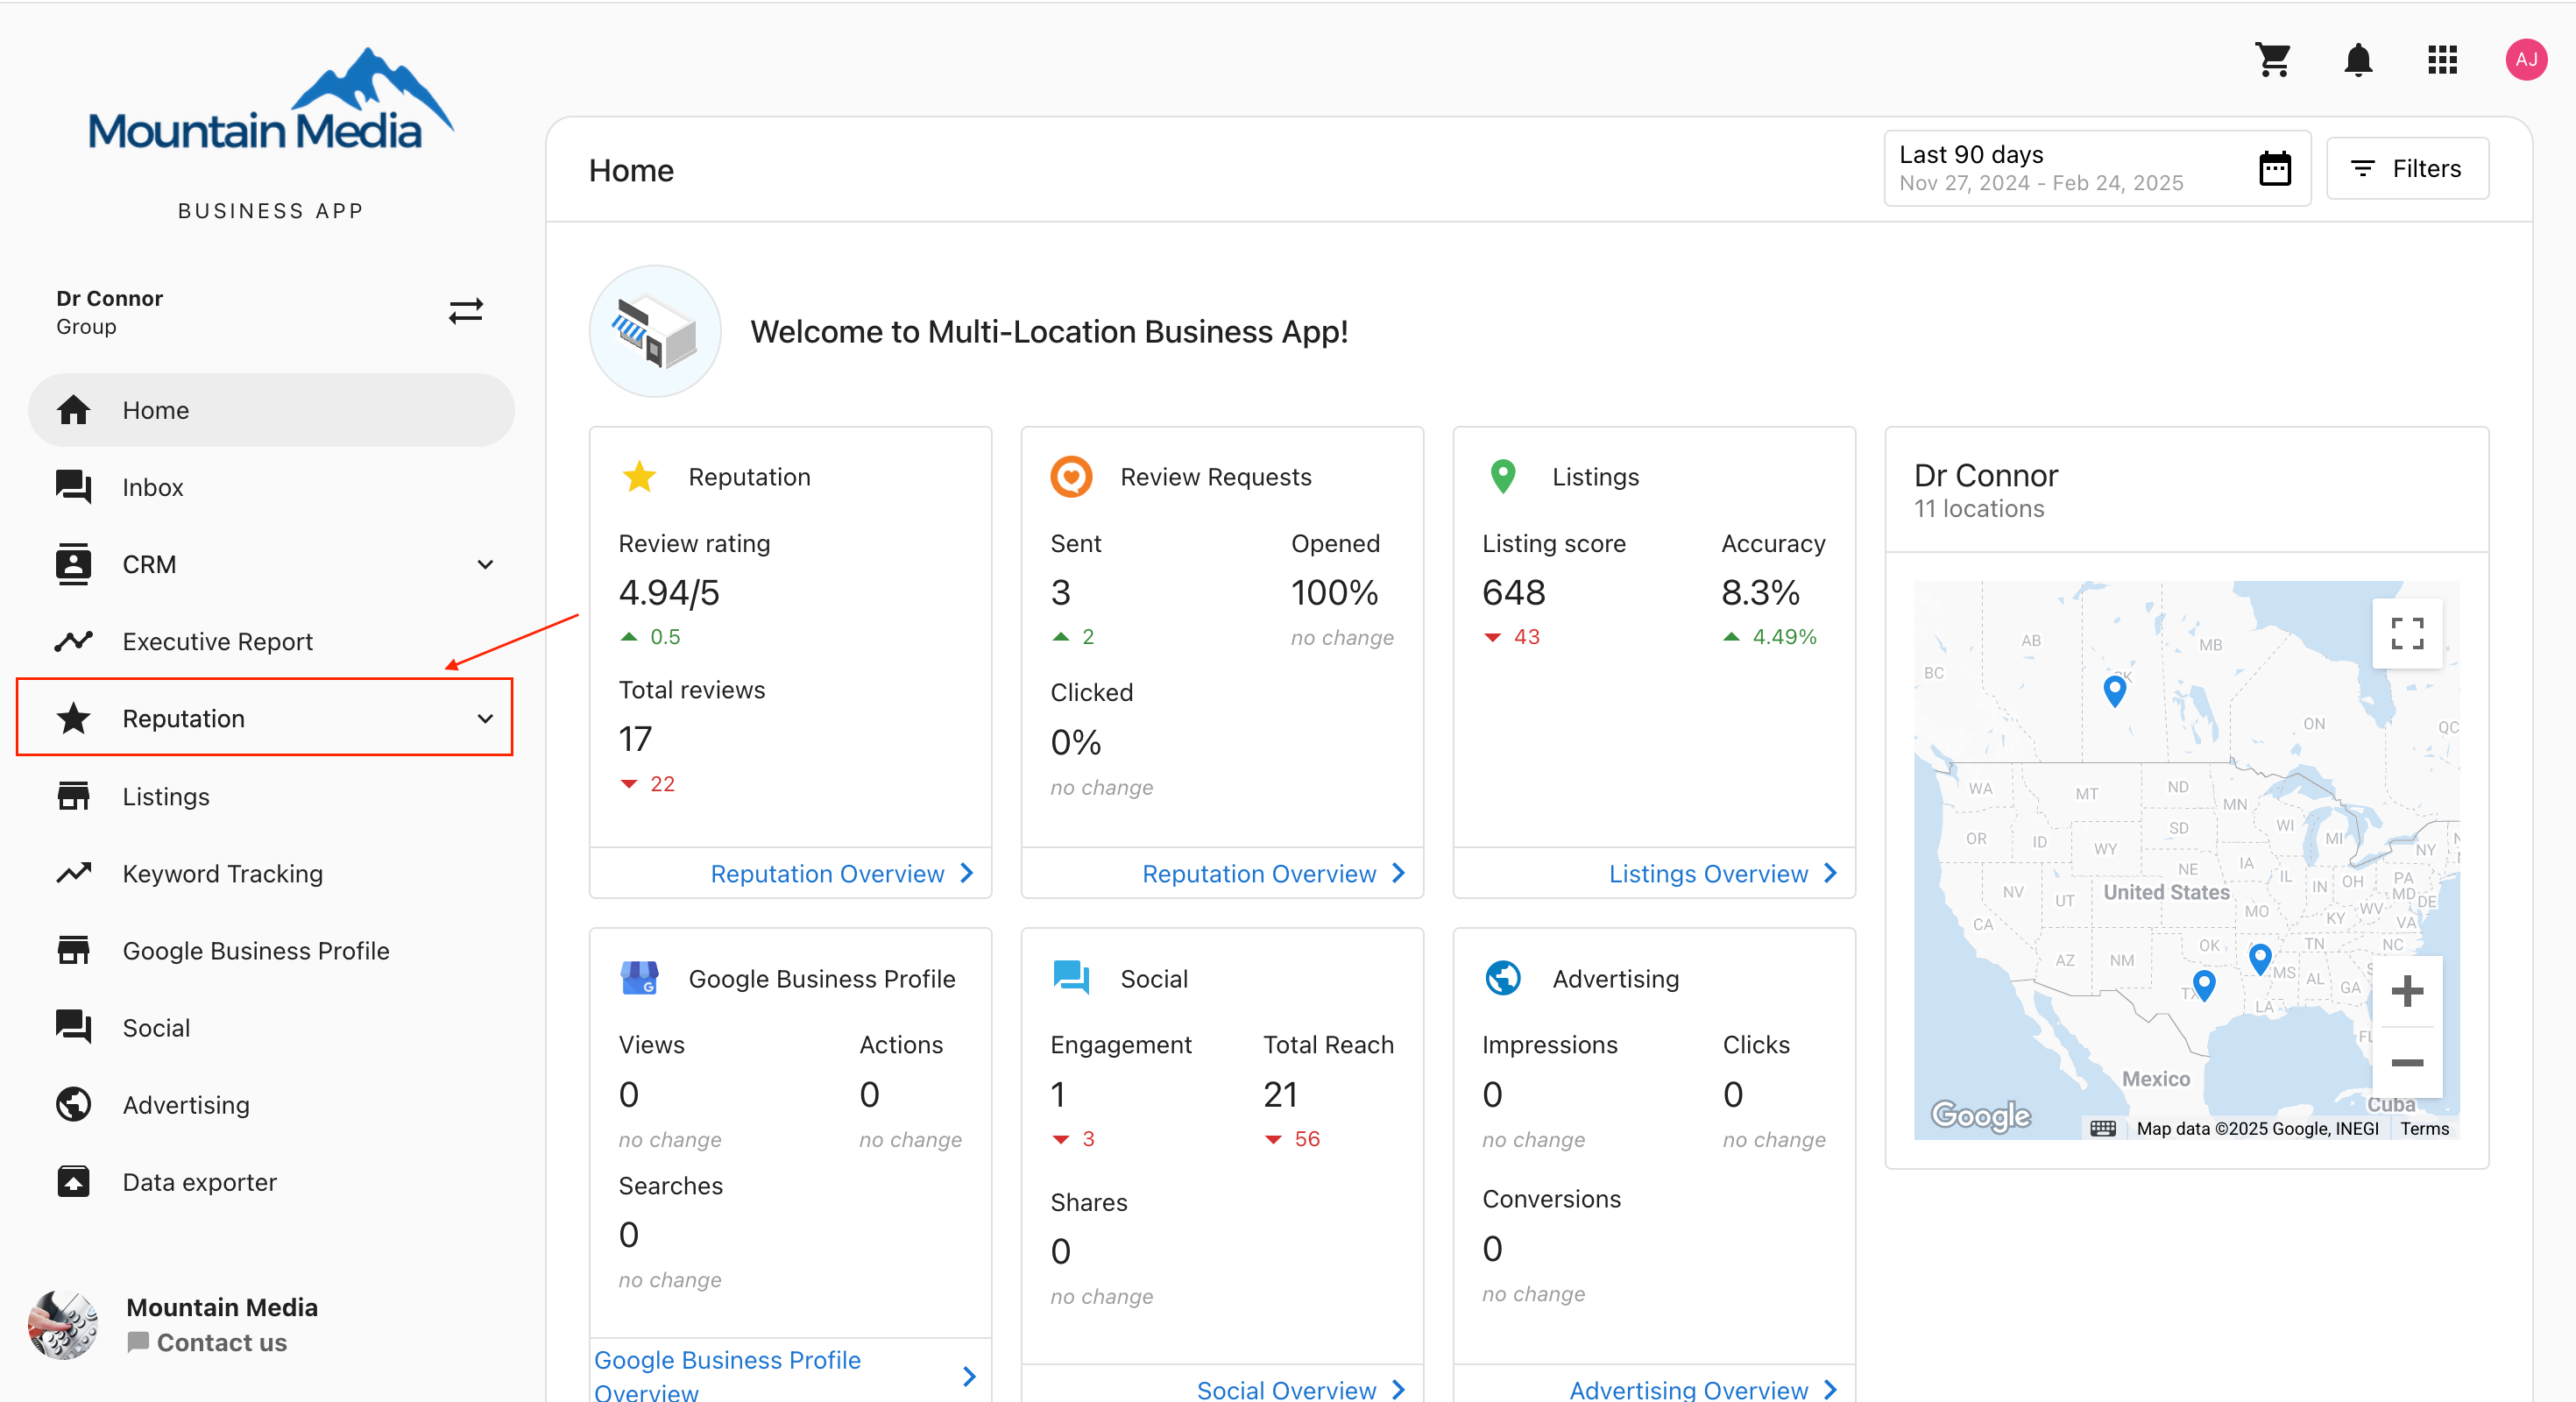 Mountain Media
BUSINESS APP
Dr Connor
Group
Home
Inbox
CRM
Executive Report
Reputation
Listings
Keyword Tracking
Google Business Profile
Social
Advertising
Data exporter
Mountain Media
Contact us
AJ
Home
Last 90 days
Nov 27, 2024 - Feb 24, 2025
Filters
Welcome to Multi-Location Business App!
Reputation
Review rating
4.94/5
0.5
Total reviews
17
22
Reputation Overview
Review Requests
Sent
Opened
3
100%
2
no change
Clicked
0%
no change
Reputation Overview
Listings
Listing score
Accuracy
648
8.3%
43
4.49%
Listings Overview
Google Business Profile
Views
Actions
0
0
no change
no change
Searches
0
no change
Google Business Profile
Overview
Social
Engagement
Total Reach
1
21
3
56
Shares
0
no change
Social Overview
Advertising
Impressions
Clicks
0
0
no change
no change
Conversions
0
no change
Advertising Overview
Dr Connor
11 locations
AB
MB
BC
ON
QC
WA
MT
ND
MN
OR
ID
SD
WI
MI
WY
NY
NE
IA
NV
UT
United States
IL
IN
OH
PA
MD
DE
CA
MO
KY
WV
VA
AZ
NM
OK
TN
NC
MS
AL
GA
LA
FL
Mexico
Cuba
Google
Map data ©2025 Google, INEGI
Terms